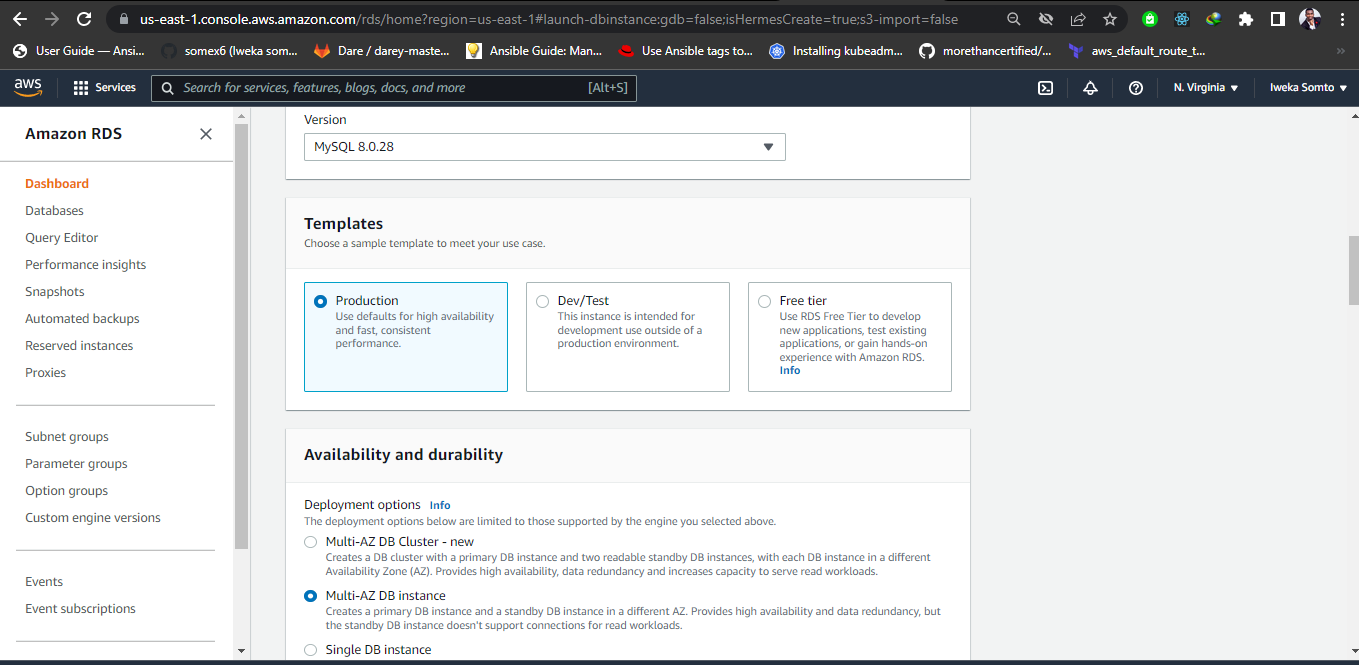 us-east-1.console.aws.amazon.com/rds/home?region=us-east-1#launch-dbinstance:gdb=false;isHermesCreate=true;s3-import=false
User Guide — Ansi...
somex6 (Iweka som...
Dare / darey-maste...
Ansible Guide: Man...
Use Ansible tags to...
Installing kubeadm...
morethancertified/...
aws_default_route_t...
»
aws
Services
Search for services, features, blogs, docs, and more
[Alt+S]
N. Virginia
Iweka Somto
Amazon RDS
Dashboard
Databases
Query Editor
Performance insights
Snapshots
Automated backups
Reserved instances
Proxies
Subnet groups
Parameter groups
Option groups
Custom engine versions
Events
Event subscriptions
Version
MySQL 8.0.28
Templates
Choose a sample template to meet your use case.
Production
Use defaults for high availability
and fast, consistent
performance.
Dev/Test
This instance is intended for
development use outside of a
production environment.
Free tier
Use RDS Free Tier to develop
new applications, test existing
applications, or gain hands-on
experience with Amazon RDS.
Info
Availability and durability
Deployment options Info
The deployment options below are limited to those supported by the engine you selected above.
Multi-AZ DB Cluster - new
Creates a DB cluster with a primary DB instance and two readable standby DB instances, with each DB instance in a different
Availability Zone (AZ). Provides high availability, data redundancy and increases capacity to serve read workloads.
Multi-AZ DB instance
Creates a primary DB instance and a standby DB instance in a different AZ. Provides high availability and data redundancy, but
the standby DB instance doesn't support connections for read workloads.
Single DB instance